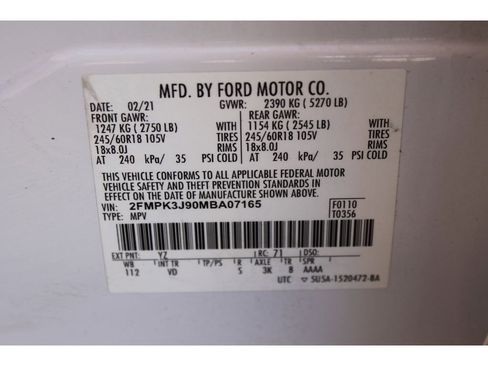 MFD. BY FORD MOTOR CO.
DATE: 02/21 GVWR: 2390 KG ( 5270 LB)
FRONT GAWR: REAR GAWR:
1247 KG ( 2750 LB) WITH 1154 KG ( 2545 LB) WITH
245/60R18 105V TIRES 245/60R18 105V TIRES
18x8.0J RIMS 18x8.0J RIMS
AT 240 kPa/ 35 PSI COLD AT 240 kPa/ 35 PSI COLD
THIS VEHICLE CONFORMS TO ALL APPLICABLE FEDERAL MOTOR
VEHICLE SAFETY AND THEFT PREVENTION STANDARDS IN
EFFECT ON THE DATE OF MANUFACTURE SHOWN ABOVE.
VIN: 2FMPK3J90MBA07165 F0110
TYPE: MPV T0356
EXT PNT: YZ RC: 71 DSO:
WB INT TR TP/PS R AXLE TR SPR
112 VD S 3K 8 AAAA
UTC ▽ 5U5A-1520472-BA